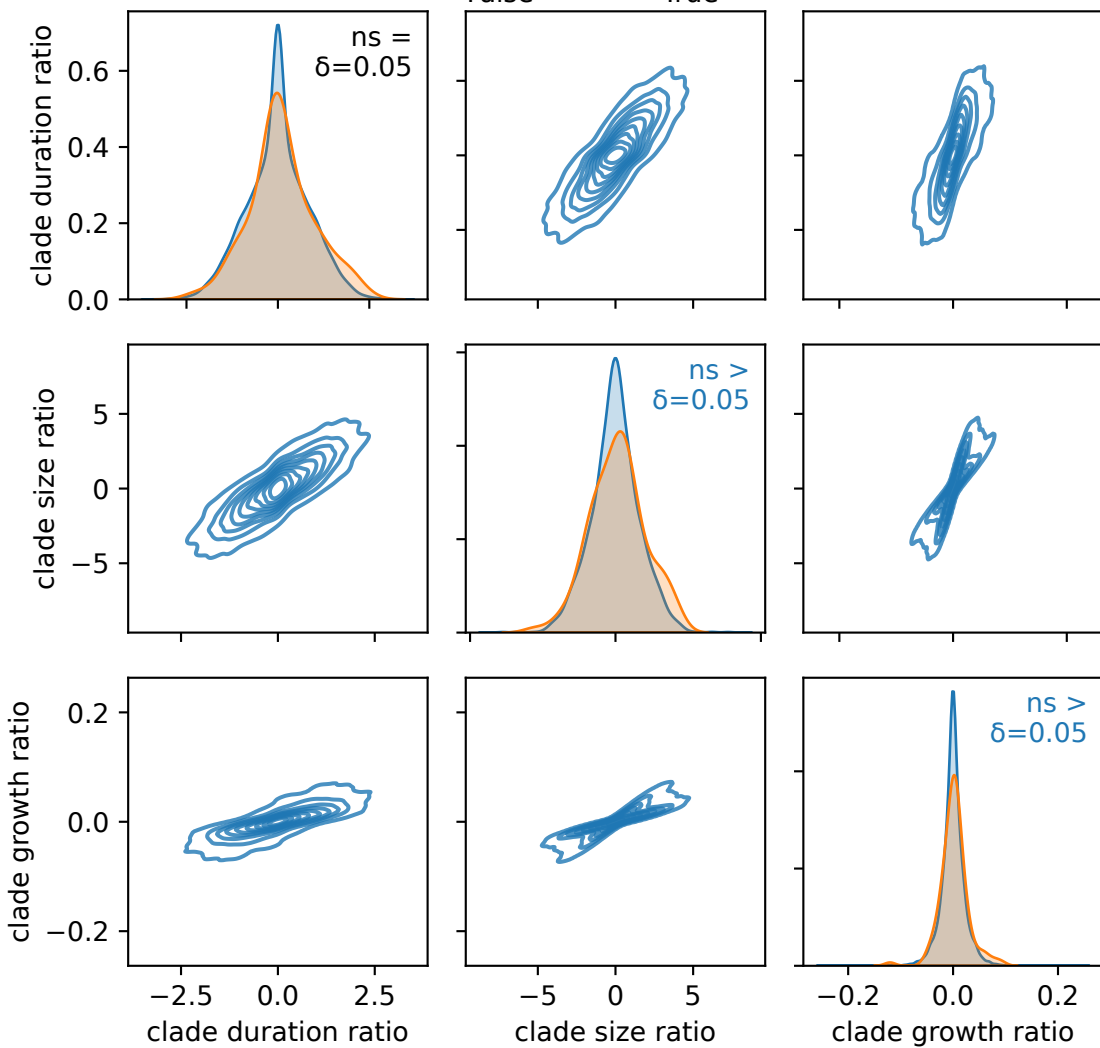 clade duration ratio
0.6
0.4
0.2
0.0
ns =
δ=0.05
clade size ratio
5
0
−5
ns >
δ=0.05
clade growth ratio
0.2
0.0
−0.2
ns >
δ=0.05
−2.5 0.0 2.5
−5 0 5
−0.2 0.0 0.2
clade duration ratio
clade size ratio
clade growth ratio